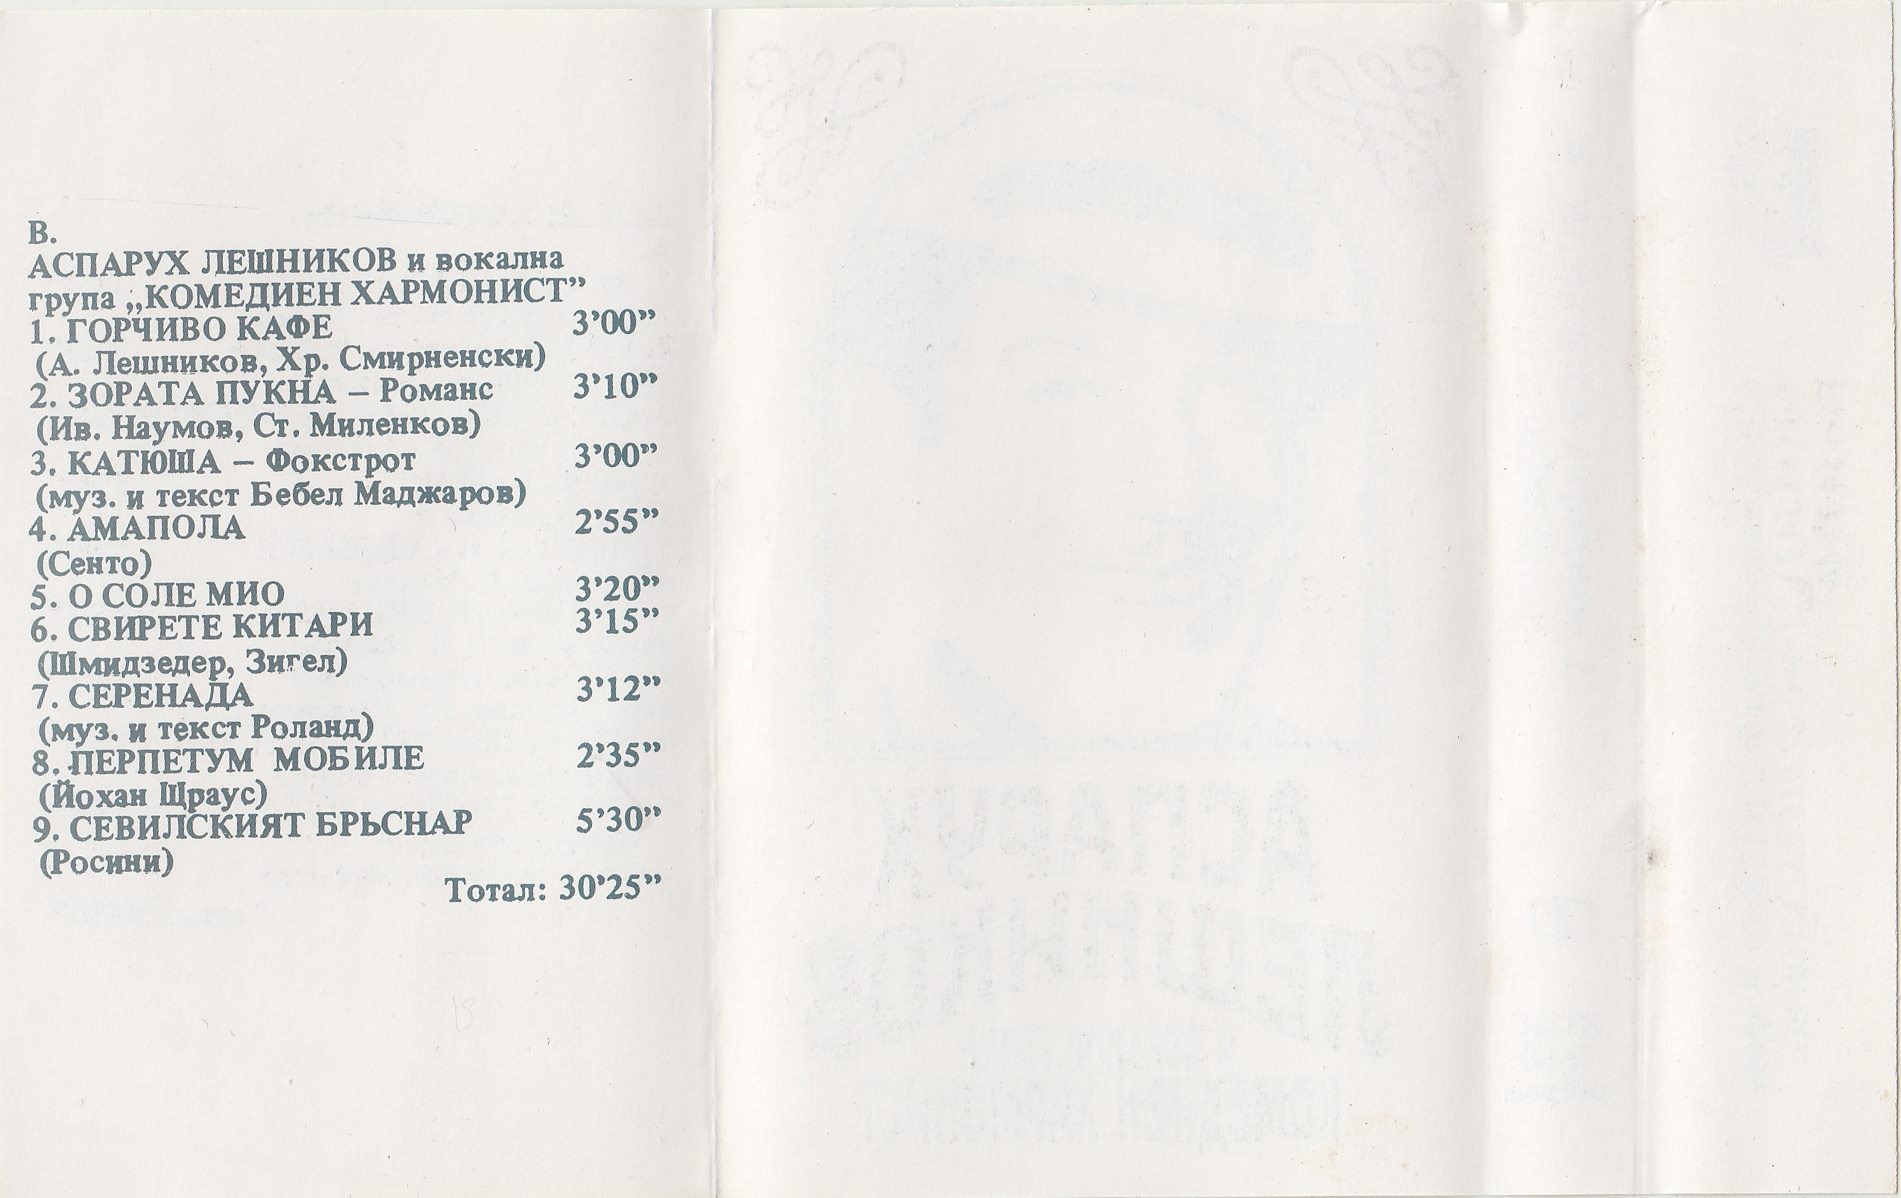 В.
АСПАРУХ ЛЕШНИКОВ и вокална
група „КОМЕДИЕН ХАРМОНИСТ”
1. ГОРЧИВО КАФЕ 3’00”
(А. Лешников, Хр. Смирненски)
2. ЗОРАТА ПУКНА – Романс 3’10”
(Ив. Наумов, Ст. Миленков)
3. КАТЮША – Фокстрот 3’00”
(муз. и текст Бебел Маджаров)
4. АМАПОЛА 2’55”
(Сенто)
5. О СОЛЕ МИО 3’20”
6. СВИРЕТЕ КИТАРИ 3’15”
(Шмидзедер, Зигел)
7. СЕРЕНАДА 3’12”
(муз. и текст Роланд)
8. ПЕРПЕТУМ МОБИЛЕ 2’35”
(Йохан Щраус)
9. СЕВИЛСКИЯТ БРЬСНАР 5’30”
(Росини)
Тотал: 30’25”